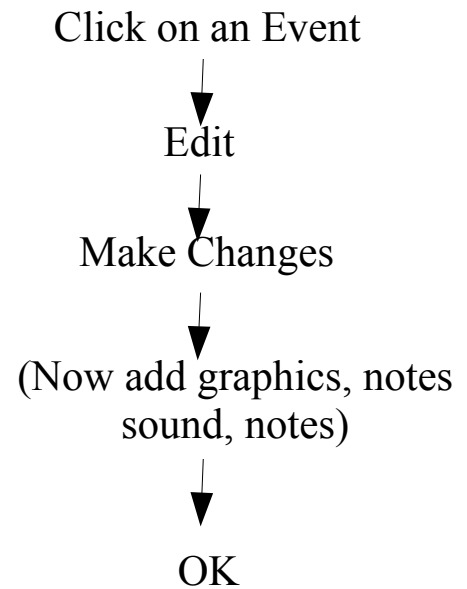 Click on an Event
Edit
Make Changes
(Now add graphics, notes
sound, notes)
OK